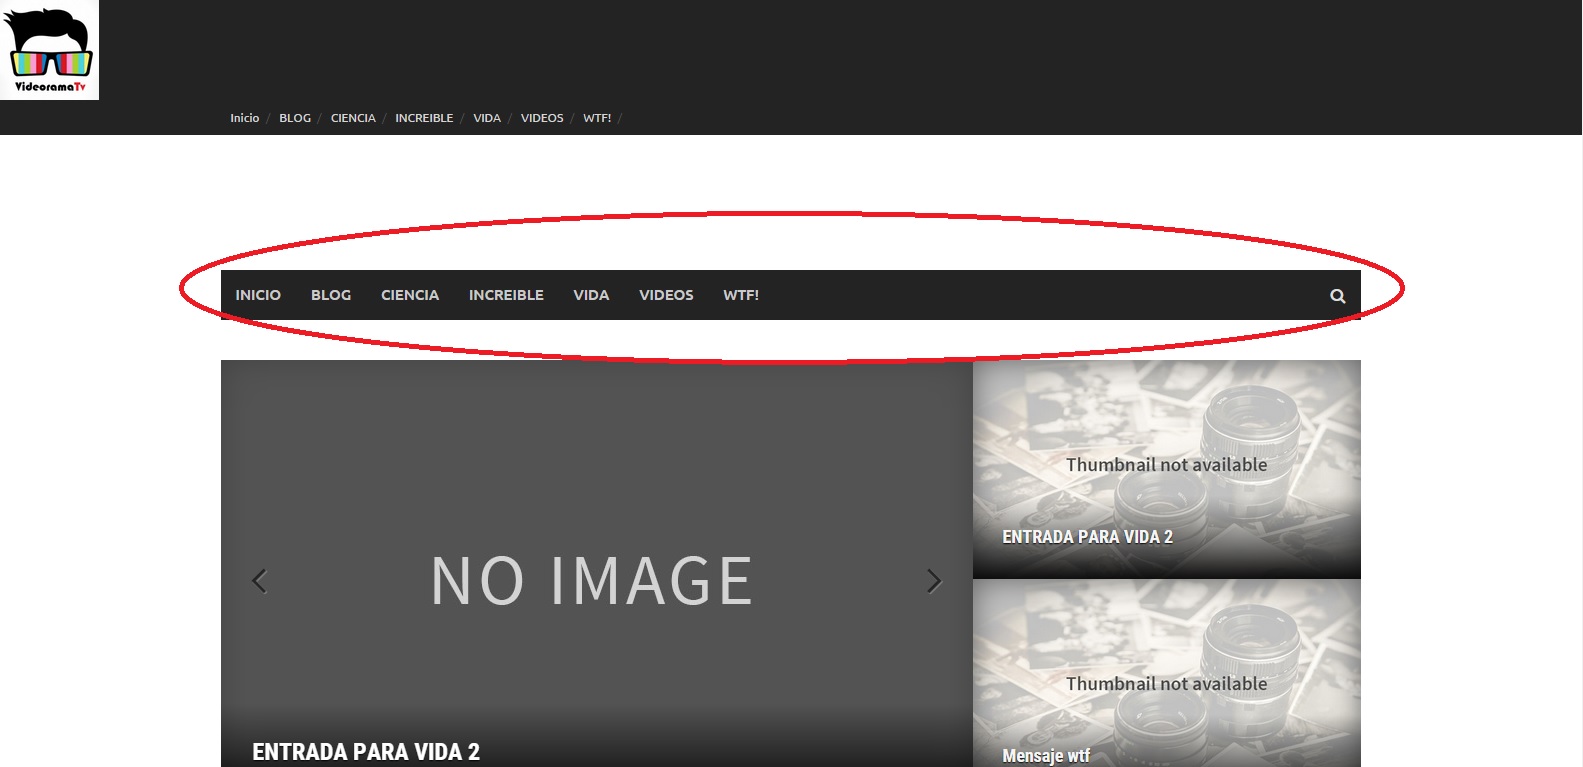 VideoramaTv
Inicio / BLOG / CIENCIA / INCREIBLE / VIDA / VIDEOS / WTF! /
INICIO BLOG CIENCIA INCREIBLE VIDA VIDEOS WTF!
NO IMAGE
ENTRADA PARA VIDA 2
Thumbnail not available
ENTRADA PARA VIDA 2
Thumbnail not available
Mensaje wtf